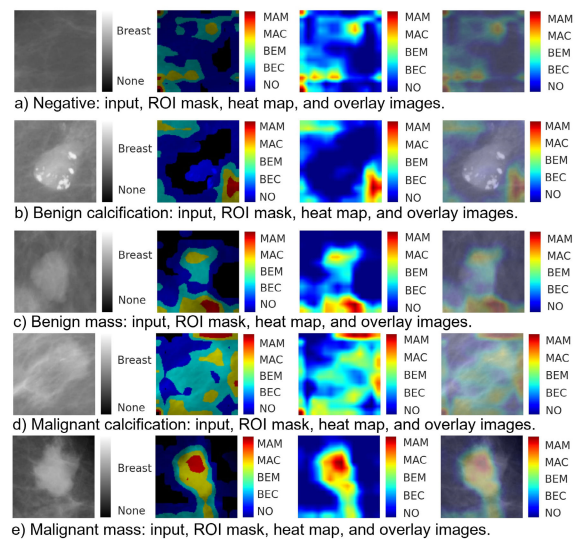 Breast
None
MAM
MAC
BEM
BEC
NO
MAM
MAC
BEM
BEC
NO
MAM
MAC
BEM
BEC
NO
a) Negative: input, ROI mask, heat map, and overlay images.
Breast
None
MAM
MAC
BEM
BEC
NO
MAM
MAC
BEM
BEC
NO
MAM
MAC
BEM
BEC
NO
b) Benign calcification: input, ROI mask, heat map, and overlay images.
Breast
None
MAM
MAC
BEM
BEC
NO
MAM
MAC
BEM
BEC
NO
MAM
MAC
BEM
BEC
NO
c) Benign mass: input, ROI mask, heat map, and overlay images.
Breast
None
MAM
MAC
BEM
BEC
NO
MAM
MAC
BEM
BEC
NO
MAM
MAC
BEM
BEC
NO
d) Malignant calcification: input, ROI mask, heat map, and overlay images.
Breast
None
MAM
MAC
BEM
BEC
NO
MAM
MAC
BEM
BEC
NO
MAM
MAC
BEM
BEC
NO
e) Malignant mass: input, ROI mask, heat map, and overlay images.